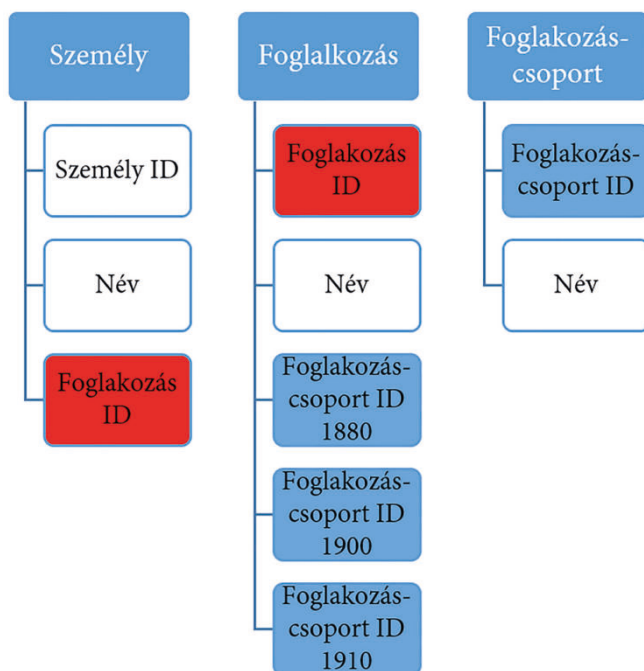 Személy
Személy ID
Név
Foglakozás
ID
Foglalkozás
Foglakozás
ID
Név
Foglakozás-
csoport ID
1880
Foglakozás-
csoport ID
1900
Foglakozás-
csoport ID
1910
Foglakozás-
csoport
Foglakozás-
csoport ID
Név